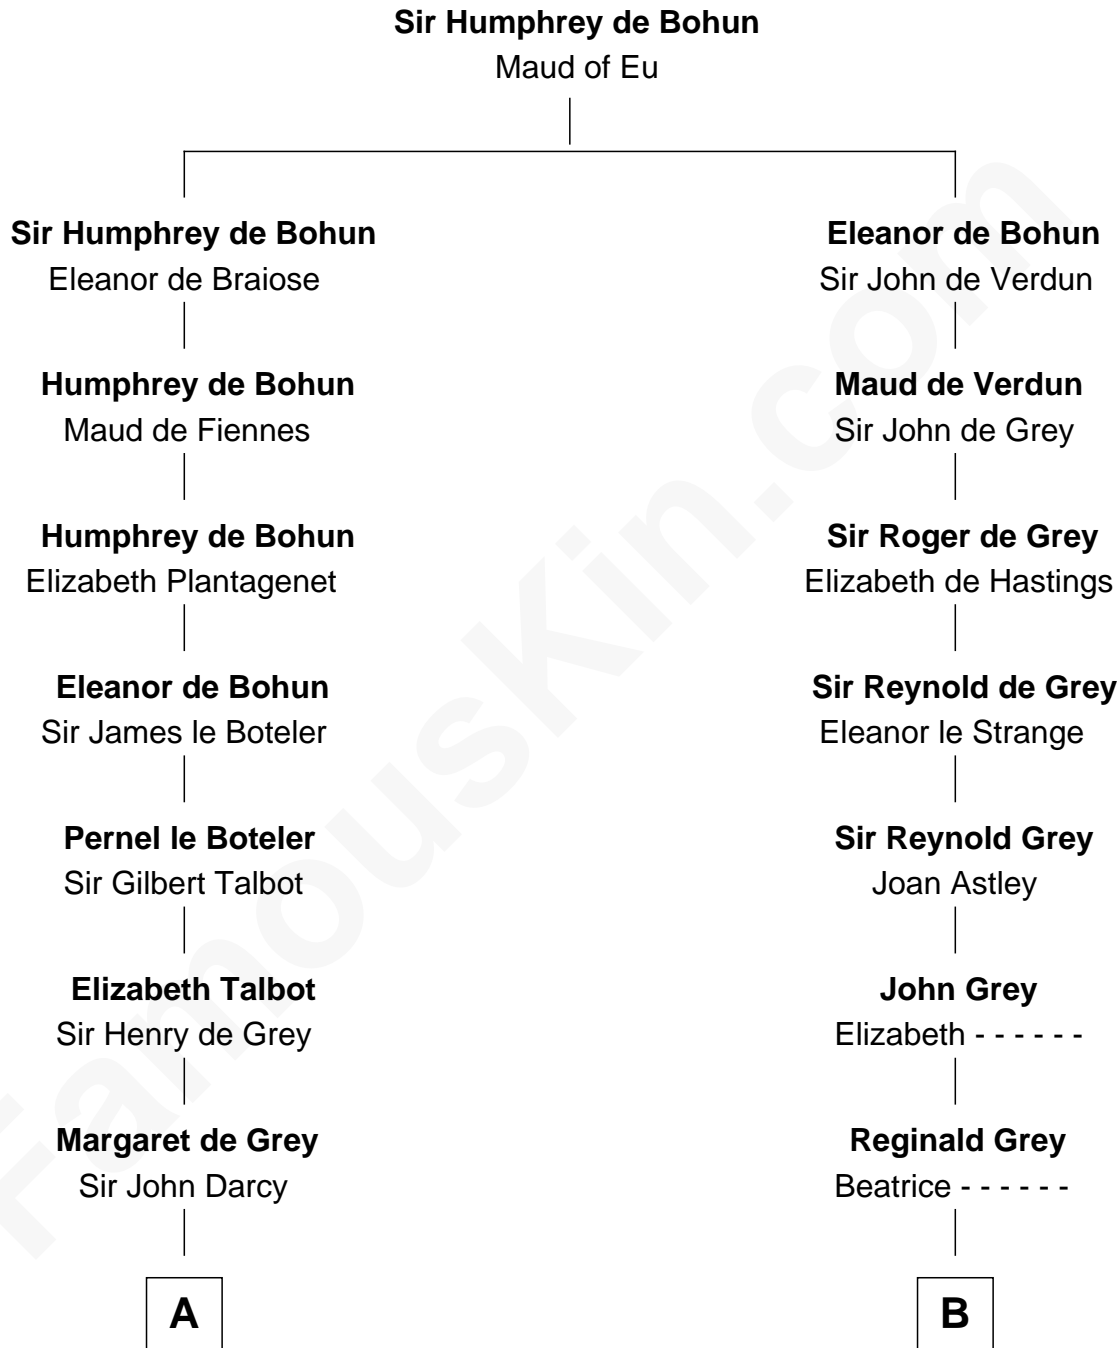 Sir Humphrey de Bohun
Maud of Eu
Sir Humphrey de Bohun
Eleanor de Braiose
Humphrey de Bohun
Maud de Fiennes
Humphrey de Bohun
Elizabeth Plantagenet
Eleanor de Bohun
Sir James le Boteler
Pernel le Boteler
Sir Gilbert Talbot
Elizabeth Talbot
Sir Henry de Grey
Margaret de Grey
Sir John Darcy
A
Eleanor de Bohun
Sir John de Verdun
Maud de Verdun
Sir John de Grey
Sir Roger de Grey
Elizabeth de Hastings
Sir Reynold de Grey
Eleanor le Strange
Sir Reynold Grey
Joan Astley
John Grey
Elizabeth - - - - - -
Reginald Grey
Beatrice - - - - - -
B
FamousKin.com